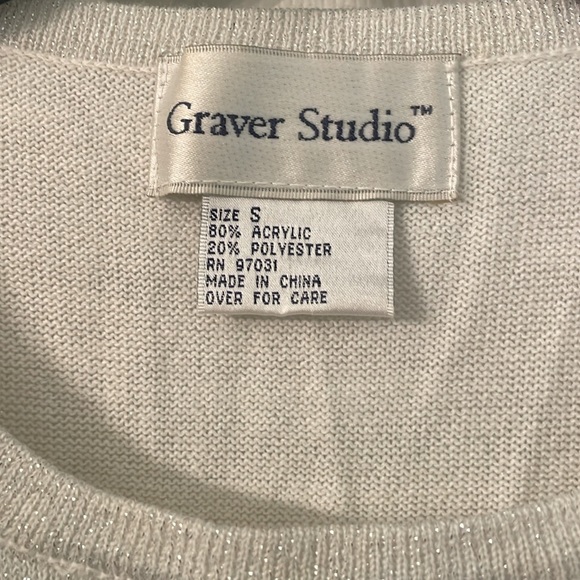 Graver Studio™
SIZE S
80% ACRYLIC
20% POLYESTER
RN 97031
MADE IN CHINA
OVER FOR CARE